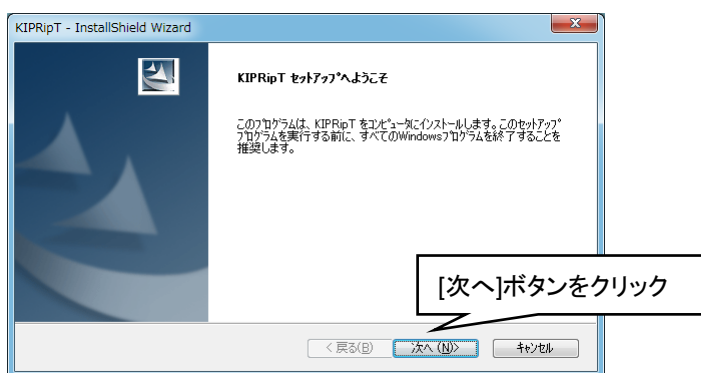 KIPRipT - InstallShield Wizard
KIPRipT ｾｯﾄｱｯﾌﾟへようこそ
このﾌﾟﾛｸﾞﾗﾑは、KIPRipT をｺﾝﾋﾟｭｰﾀにｲﾝｽﾄｰﾙします。このｾｯﾄｱｯﾌﾟ
ﾌﾟﾛｸﾞﾗﾑを実行する前に、すべてのWindowsﾌﾟﾛｸﾞﾗﾑを終了することを
推奨します。
[次へ]ボタンをクリック
< 戻る(B) 次へ (N)> ｷｬﾝｾﾙ